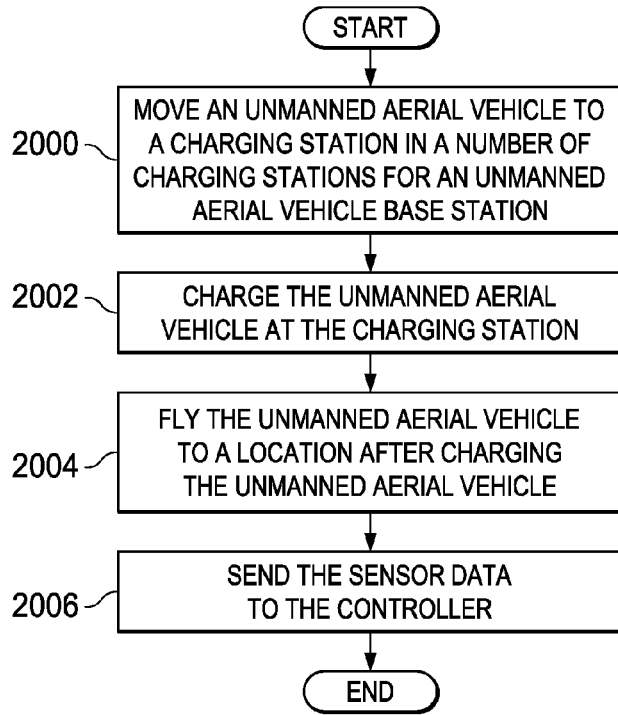 START
2000
MOVE AN UNMANNED AERIAL VEHICLE TO
A CHARGING STATION IN A NUMBER OF
CHARGING STATIONS FOR AN UNMANNED
AERIAL VEHICLE BASE STATION
2002
CHARGE THE UNMANNED AERIAL
VEHICLE AT THE CHARGING STATION
2004
FLY THE UNMANNED AERIAL VEHICLE
TO A LOCATION AFTER CHARGING
THE UNMANNED AERIAL VEHICLE
2006
SEND THE SENSOR DATA
TO THE CONTROLLER
END